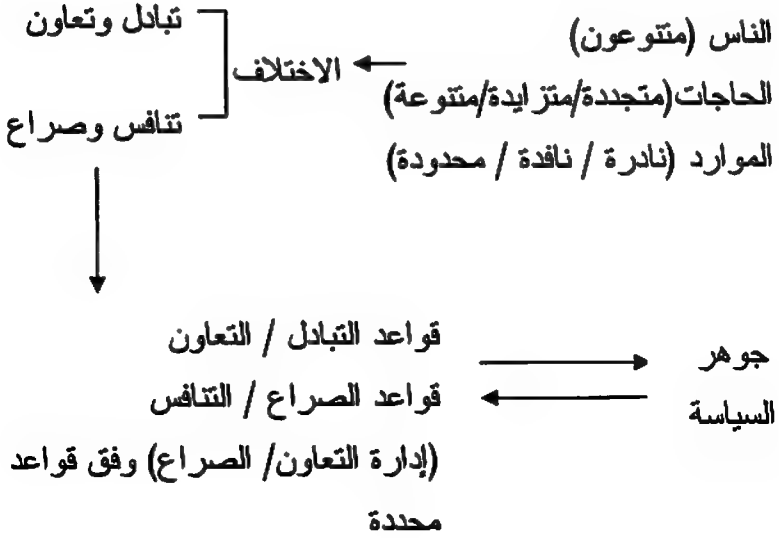 الناس (متنوعون)
الحاجات(متجددة/متزايدة/متنوعة)
الموارد (نادرة / نافدة / محدودة)
الاختلاف
تبادل وتعاون
تنافس وصراع
قواعد التبادل / التعاون
قواعد الصراع / التنافس
(إدارة التعاون/ الصراع) وفق قواعد
محددة
جوهر
السياسة